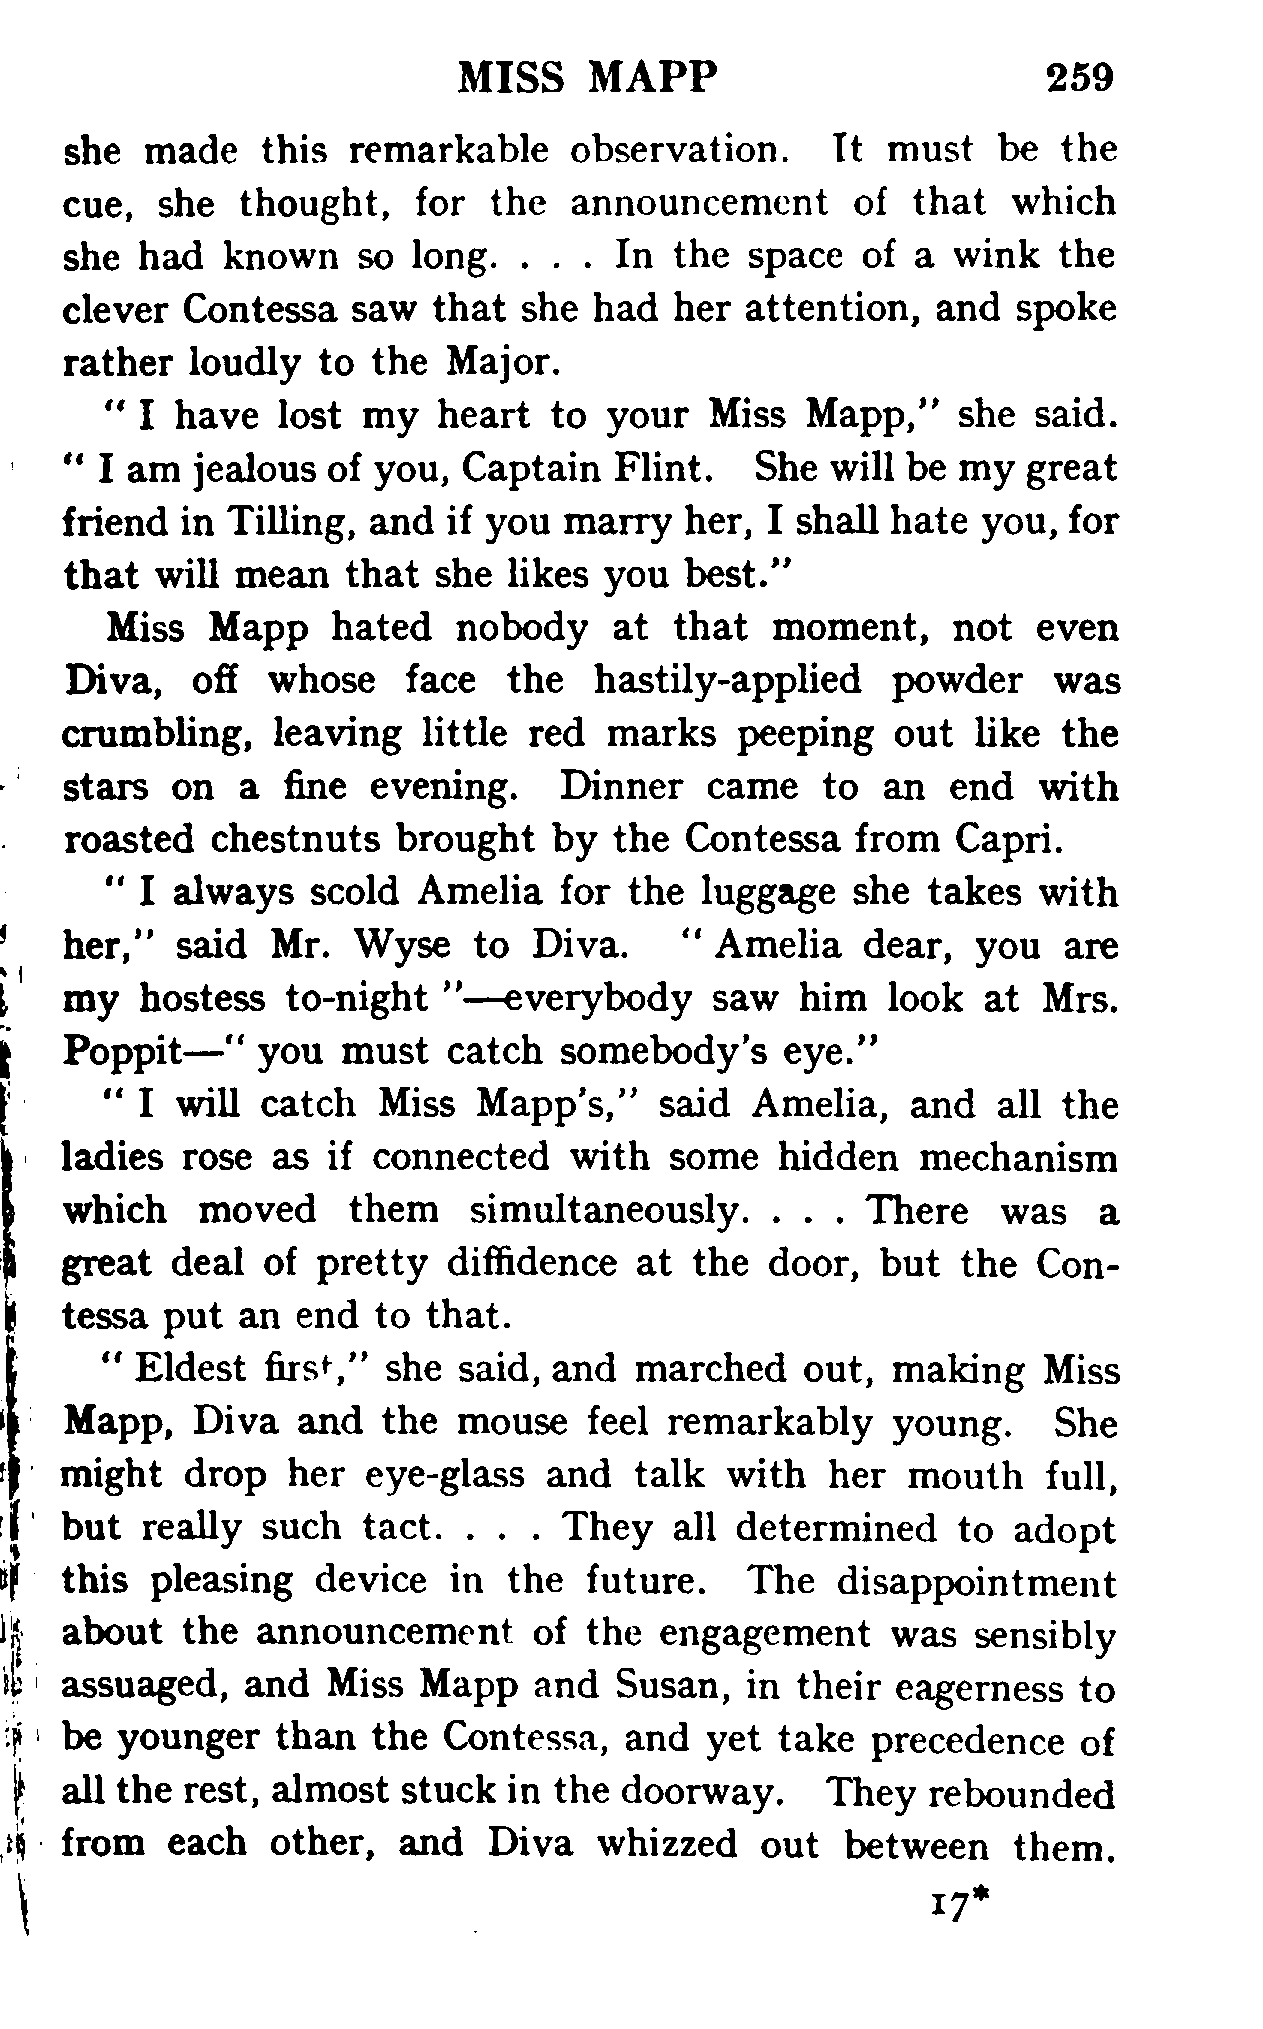 MISS MAPP 259
she made this remarkable observation. It must be the
cue, she thought, for the announcement of that which
she had known so long. . . . In the space of a wink the
clever Contessa saw that she had her attention, and spoke
rather loudly to the Major.
" I have lost my heart to your Miss Mapp," she said.
" I am jealous of you, Captain Flint. She will be my great
friend in Tilling, and if you marry her, I shall hate you, for
that will mean that she likes you best."
Miss Mapp hated nobody at that moment, not even
Diva, off whose face the hastily-applied powder was
crumbling, leaving little red marks peeping out like the
stars on a fine evening. Dinner came to an end with
roasted chestnuts brought by the Contessa from Capri.
" I always scold Amelia for the luggage she takes with
her," said Mr. Wyse to Diva. " Amelia dear, you are
my hostess to-night "—everybody saw him look at Mrs.
Poppit—" you must catch somebody's eye."
" I will catch Miss Mapp's," said Amelia, and all the
ladies rose as if connected with some hidden mechanism
which moved them simultaneously. . . . There was a
great deal of pretty diffidence at the door, but the Con-
tessa put an end to that.
" Eldest first," she said, and marched out, making Miss
Mapp, Diva and the mouse feel remarkably young. She
might drop her eye-glass and talk with her mouth full,
but really such tact. . . . They all determined to adopt
this pleasing device in the future. The disappointment
about the announcement of the engagement was sensibly
assuaged, and Miss Mapp and Susan, in their eagerness to
be younger than the Contessa, and yet take precedence of
all the rest, almost stuck in the doorway. They rebounded
from each other, and Diva whizzed out between them.
17*